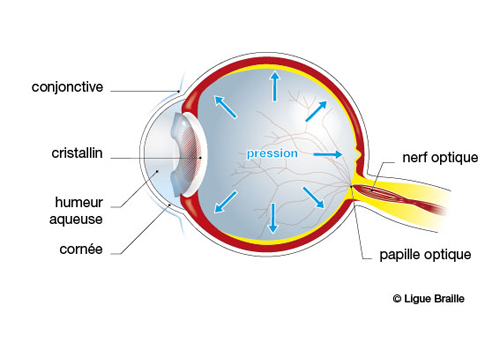 conjonctive
cristallin
pression
nerf optique
humeur
aqueuse
cornée
papille optique
© Ligue Braille